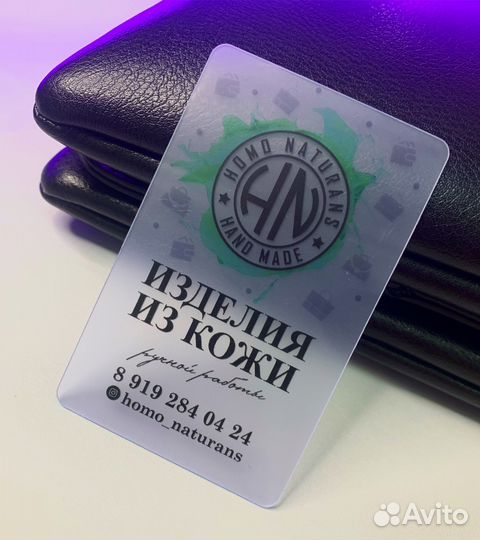 HOMO NATURANS
HN
HAND MADE
ИЗДЕЛИЯ
ИЗ КОЖИ
ручной работы
8 919 284 04 24
homo_naturans
Avito